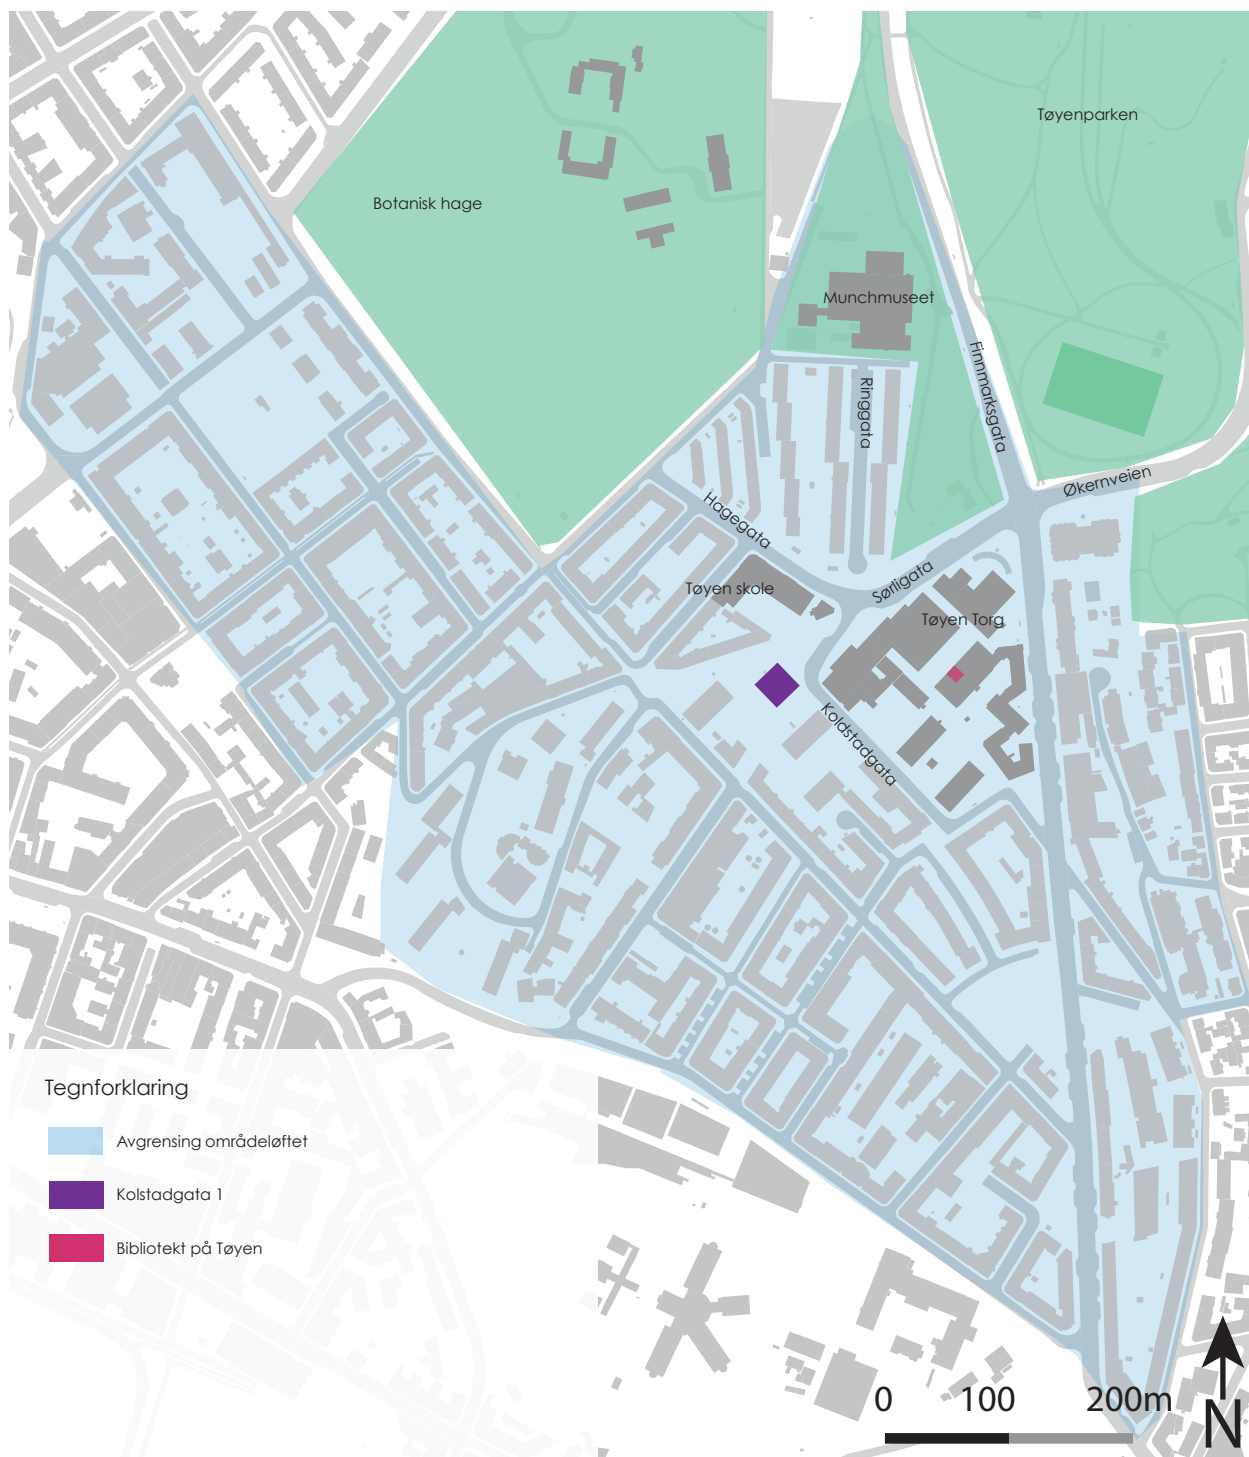 Tøyenparken
Botanisk hage
Munchmuseet
Finnmarksgata
Ringgata
Økernveien
Hagegata
Sørligata
Tøyen skole
Tøyen Torg
Koldstadgata
Tegnforklaring
Avgrensing områdeløftet
Kolstadgata 1
Bibliotekt på Tøyen
0 100 200m
N